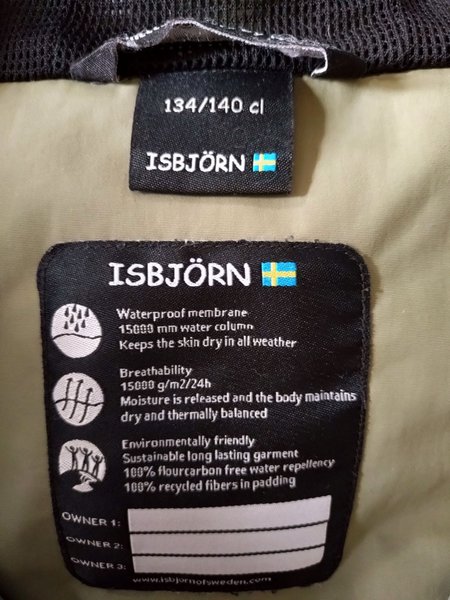 134/140 cl
ISBJÖRN
ISBJÖRN
Waterproof membrane
15000 mm water column
Keeps the skin dry in all weather
Breathability
15000 g/m2/24h
Moisture is released and the body maintains
dry and thermally balanced
Environmentally friendly
Sustainable long lasting garment
100% flourcarbon free water repellency
100% recycled fibers in padding
OWNER 1:
OWNER 2:
OWNER 3:
www.isbjornofsweden.com